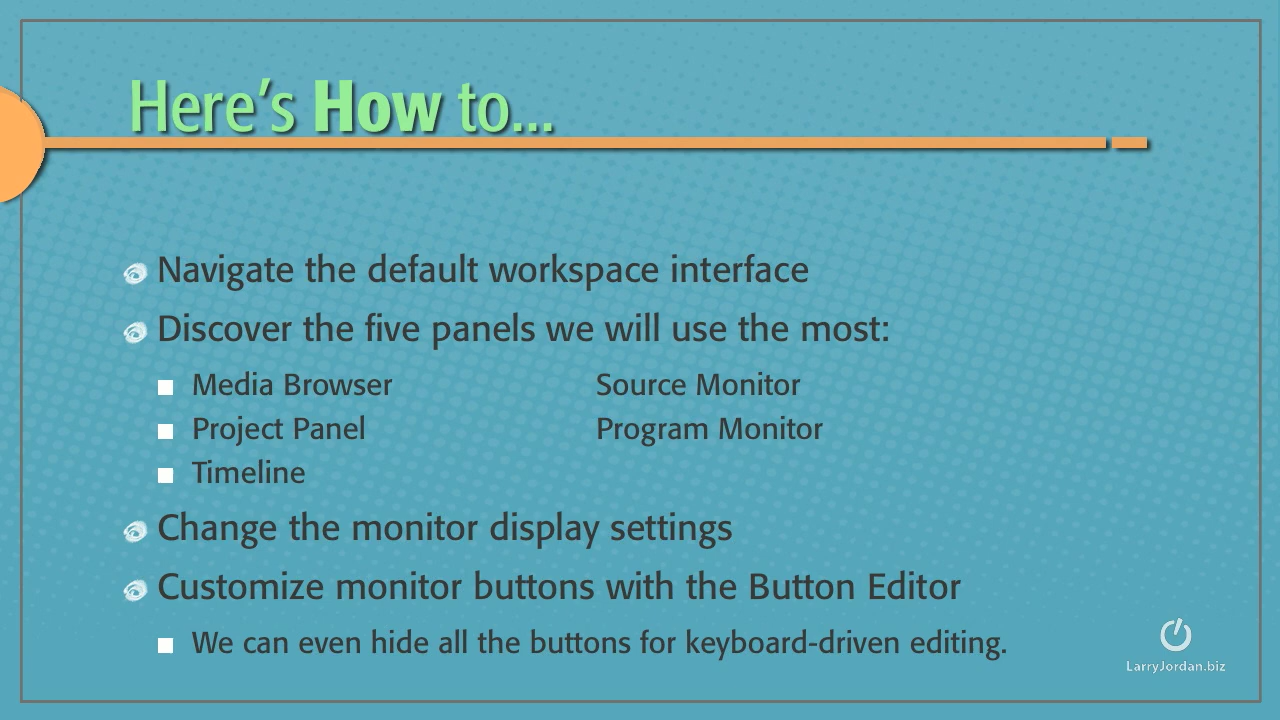 Here's How to...
Navigate the default workspace interface
Discover the five panels we will use the most:
Media Browser Source Monitor
Project Panel Program Monitor
Timeline
Change the monitor display settings
Customize monitor buttons with the Button Editor
We can even hide all the buttons for keyboard-driven editing.
LarryJordan.biz